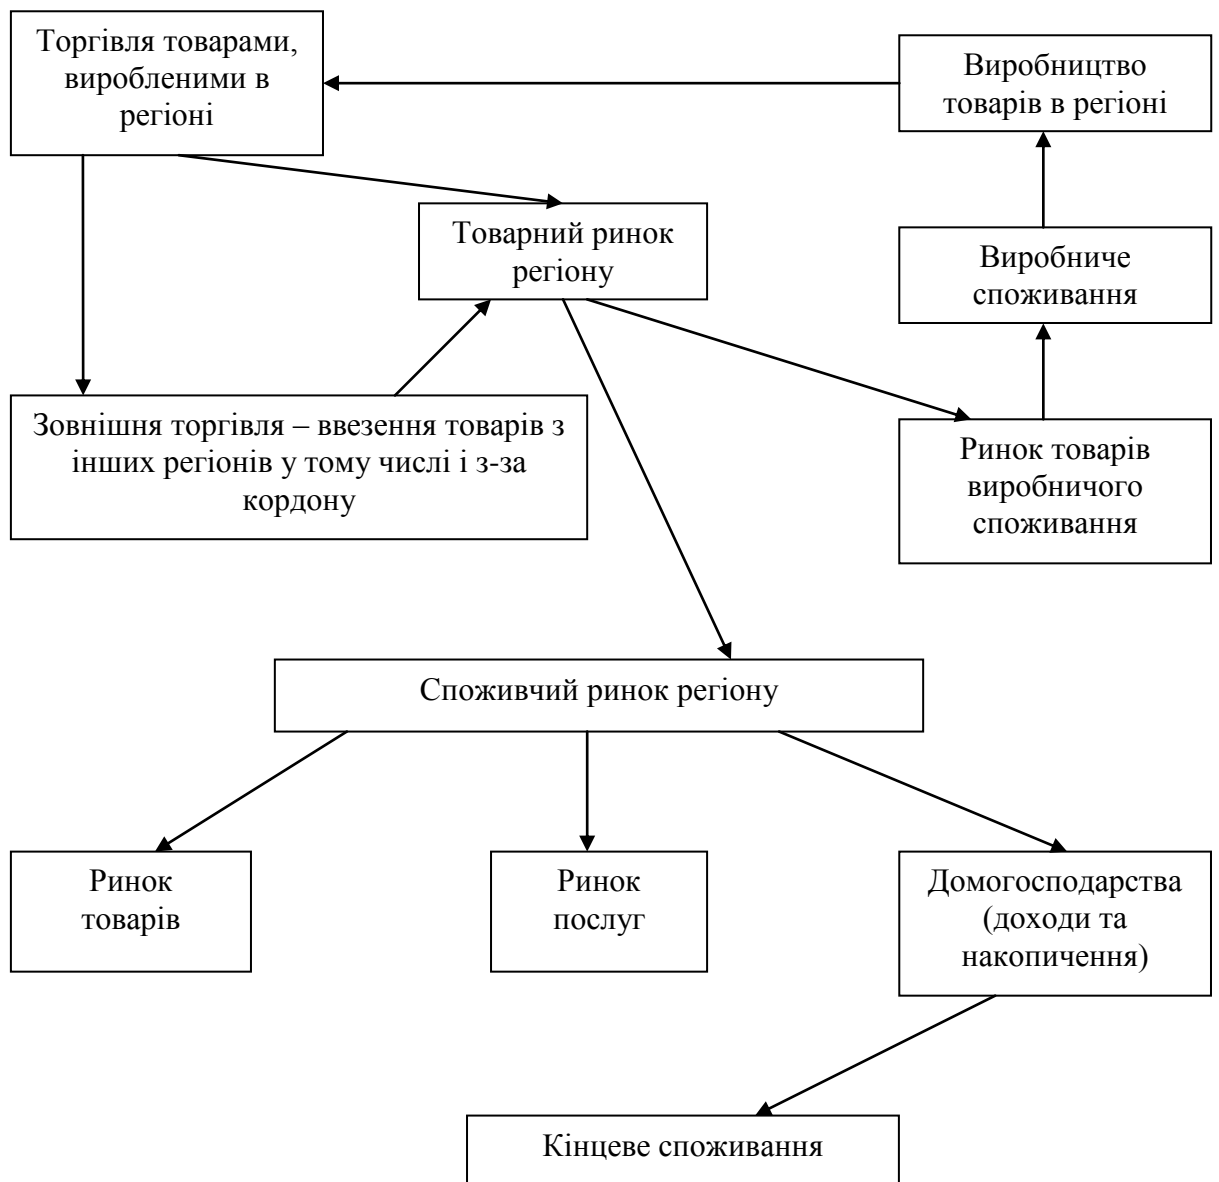 Торгівля товарами,
виробленими в
регіоні
Виробництво
товарів в регіоні
Товарний ринок
регіону
Виробниче
споживання
Зовнішня торгівля – ввезення товарів з
інших регіонів у тому числі і з-за
кордону
Ринок товарів
виробничого
споживання
Споживчий ринок регіону
Ринок
товарів
Ринок
послуг
Домогосподарства
(доходи та
накопичення)
Кінцеве споживання